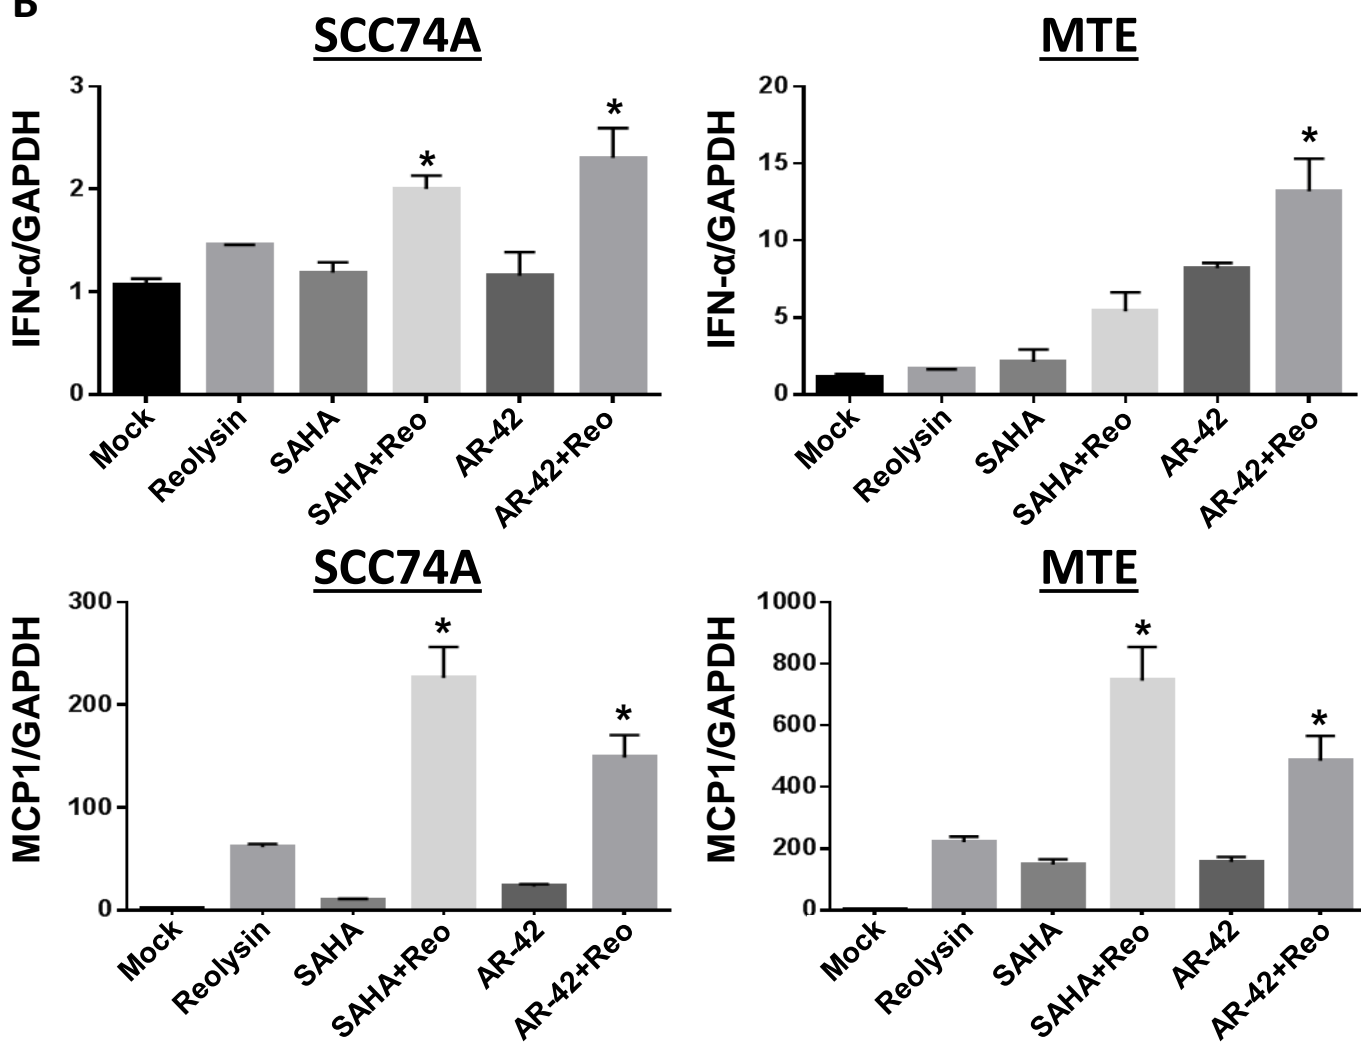 B
SCC74A
IFN-α/GAPDH
3
2
1
0
*
*
Mock
Reolysin
SAHA
SAHA+Reo
AR-42
AR-42+Reo
MTE
IFN-α/GAPDH
20
15
10
5
0
*
Mock
Reolysin
SAHA
SAHA+Reo
AR-42
AR-42+Reo
SCC74A
MCP1/GAPDH
300
200
100
0
*
*
Mock
Reolysin
SAHA
SAHA+Reo
AR-42
AR-42+Reo
MTE
MCP1/GAPDH
1000
800
600
400
200
0
*
*
Mock
Reolysin
SAHA
SAHA+Reo
AR-42
AR-42+Reo